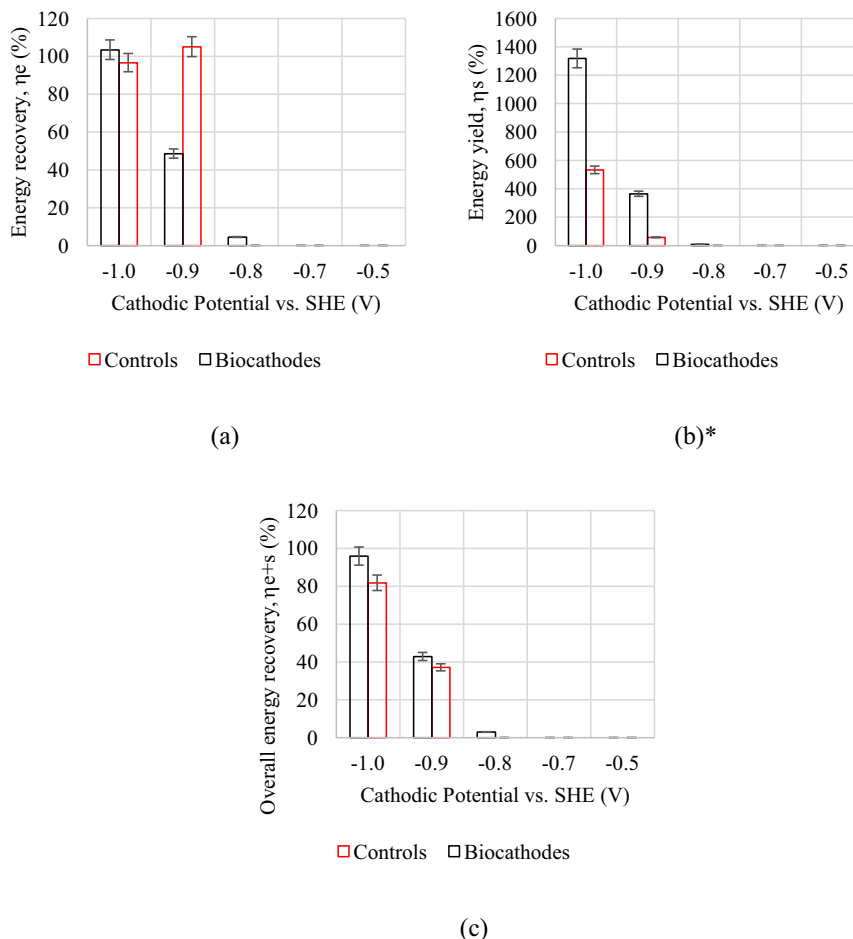 Energy recovery, ηe (%)
120
100
80
60
40
20
0
-1.0 -0.9 -0.8 -0.7 -0.5
Cathodic Potential vs. SHE (V)
Controls Biocathodes
(a)
Energy yield, ηs (%)
1600
1400
1200
1000
800
600
400
200
0
-1.0 -0.9 -0.8 -0.7 -0.5
Cathodic Potential vs. SHE (V)
Controls Biocathodes
(b)*
Overall energy recovery, ηe+s (%)
120
100
80
60
40
20
0
-1.0 -0.9 -0.8 -0.7 -0.5
Cathodic Potential vs. SHE (V)
Controls Biocathodes
(c)